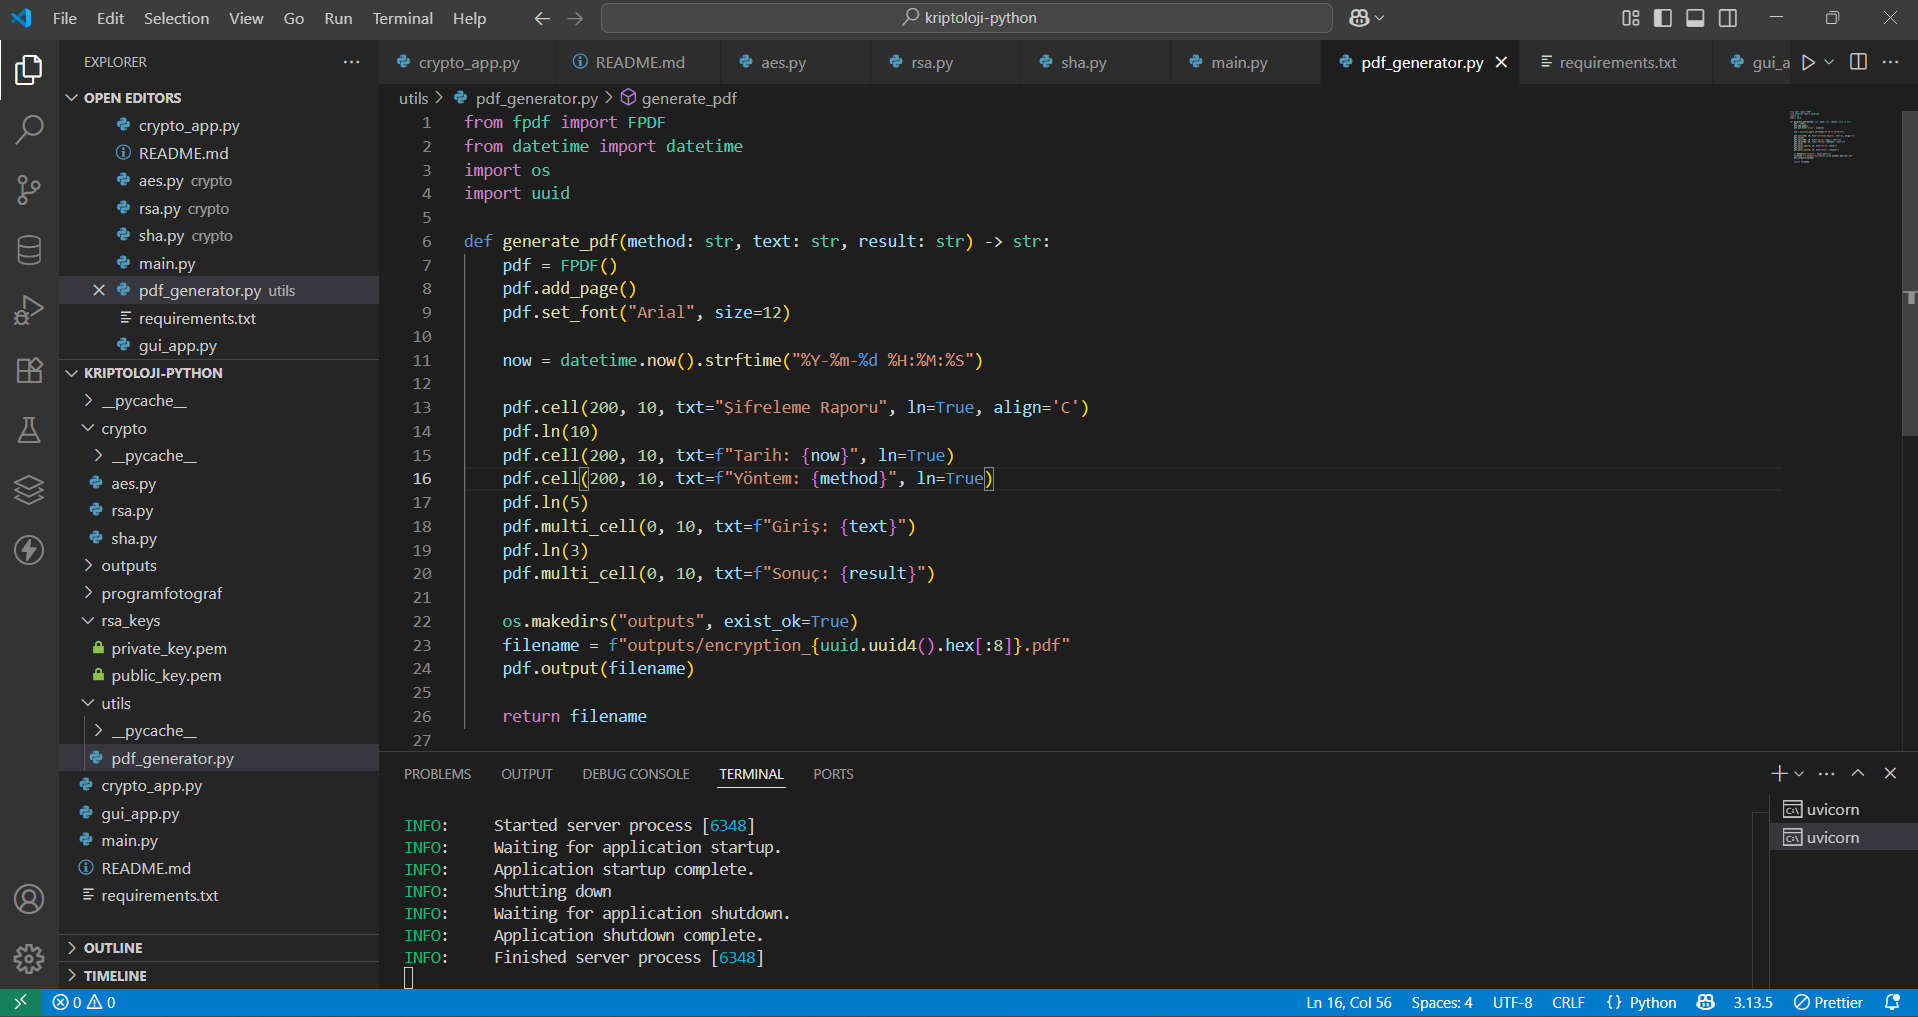 File Edit Selection View Go Run Terminal Help
kriptoloji-python
EXPLORER
OPEN EDITORS
crypto_app.py
README.md
aes.py crypto
rsa.py crypto
sha.py crypto
main.py
pdf_generator.py utils
requirements.txt
gui_app.py
KRIPTOLOJI-PYTHON
__pycache__
crypto
__pycache__
aes.py
rsa.py
sha.py
outputs
programfotograf
rsa_keys
private_key.pem
public_key.pem
utils
__pycache__
pdf_generator.py
crypto_app.py
gui_app.py
main.py
README.md
requirements.txt
OUTLINE
TIMELINE
crypto_app.py README.md aes.py rsa.py sha.py main.py pdf_generator.py requirements.txt gui_a
utils > pdf_generator.py > generate_pdf
1 from fpdf import FPDF
2 from datetime import datetime
3 import os
4 import uuid
5
6 def generate_pdf(method: str, text: str, result: str) -> str:
7 pdf = FPDF()
8 pdf.add_page()
9 pdf.set_font("Arial", size=12)
10
11 now = datetime.now().strftime("%Y-%m-%d %H:%M:%S")
12
13 pdf.cell(200, 10, txt="Şifreleme Raporu", ln=True, align='C')
14 pdf.ln(10)
15 pdf.cell(200, 10, txt=f"Tarih: {now}", ln=True)
16 pdf.cell(200, 10, txt=f"Yöntem: {method}", ln=True)
17 pdf.ln(5)
18 pdf.multi_cell(0, 10, txt=f"Giriş: {text}")
19 pdf.ln(3)
20 pdf.multi_cell(0, 10, txt=f"Sonuç: {result}")
21
22 os.makedirs("outputs", exist_ok=True)
23 filename = f"outputs/encryption_{uuid.uuid4().hex[:8]}.pdf"
24 pdf.output(filename)
25
26 return filename
27
PROBLEMS OUTPUT DEBUG CONSOLE TERMINAL PORTS
INFO: Started server process [6348]
INFO: Waiting for application startup.
INFO: Application startup complete.
INFO: Shutting down
INFO: Waiting for application shutdown.
INFO: Application shutdown complete.
INFO: Finished server process [6348]
uvicorn
uvicorn
0 0 Ln 16, Col 56 Spaces: 4 UTF-8 CRLF {} Python 3.13.5 Prettier